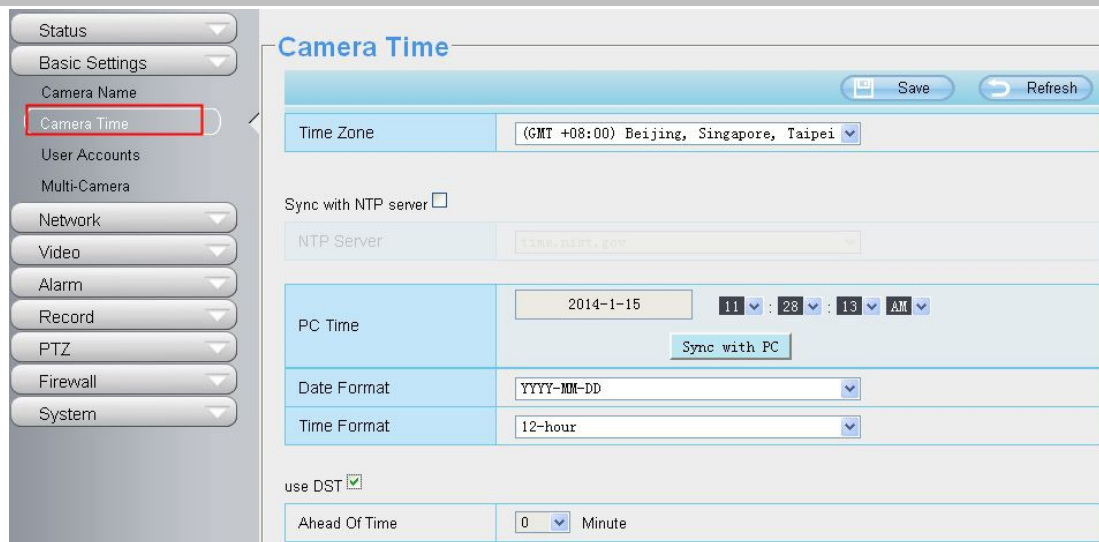 Status
Basic Settings
Camera Name
Camera Time
User Accounts
Multi-Camera
Network
Video
Alarm
Record
PTZ
Firewall
System
Camera Time
Save Refresh
Time Zone (GMT +08:00) Beijing, Singapore, Taipei
Sync with NTP server
NTP Server time.nist.gov
PC Time 2014-1-15 11 : 28 : 13 AM
Sync with PC
Date Format YYYY-MM-DD
Time Format 12-hour
use DST
Ahead Of Time 0 Minute